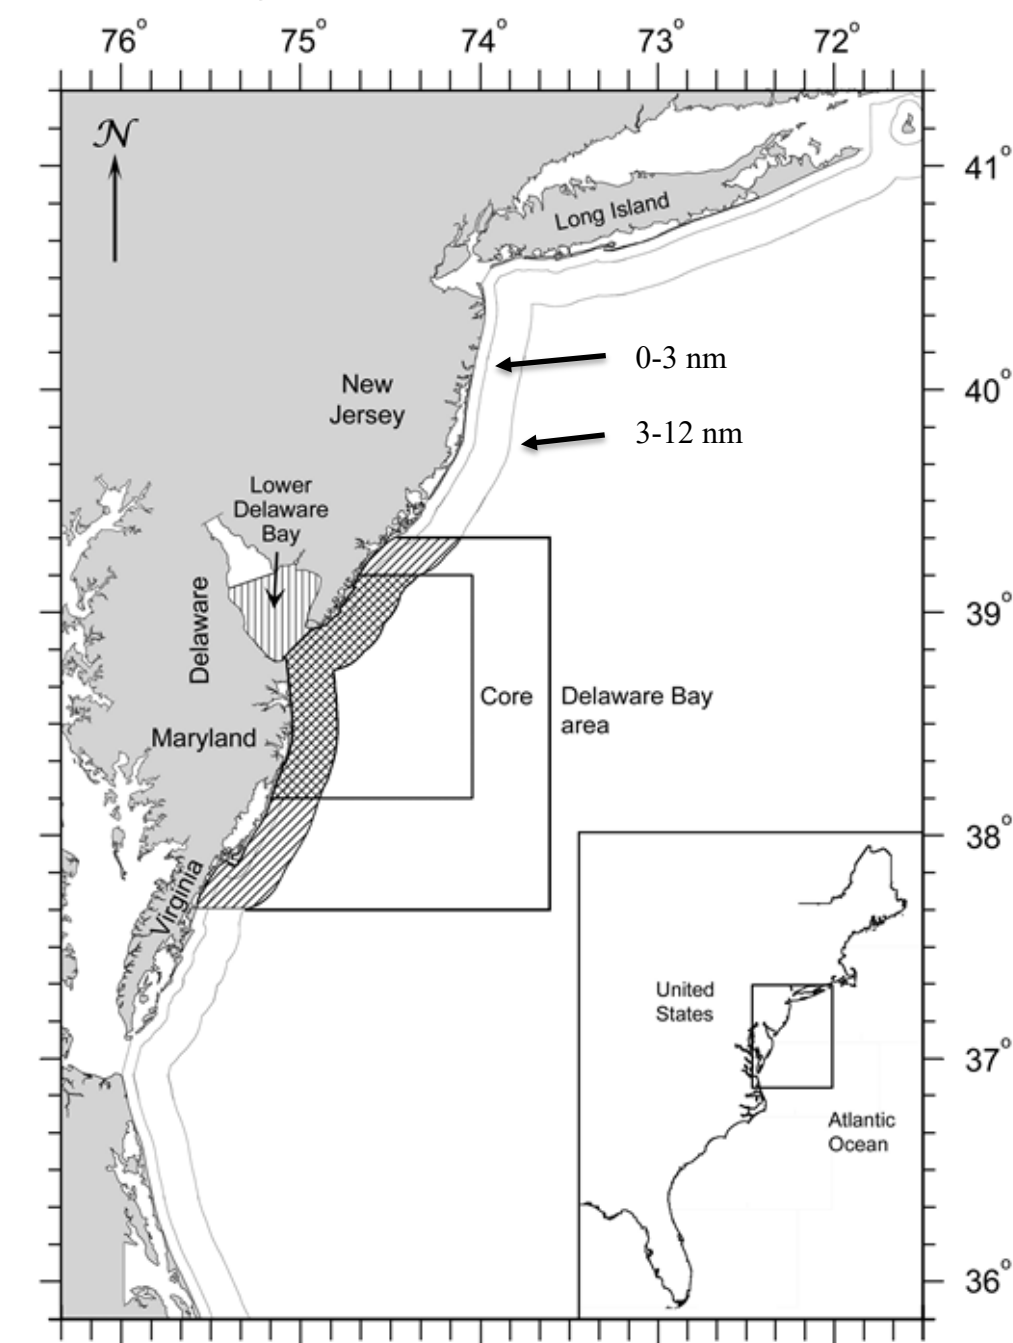 76° 75° 74° 73° 72°
N
41°
Long Island
0-3 nm
New
Jersey
40°
3-12 nm
Lower
Delaware
Bay
Delaware
39°
Core
Delaware Bay
area
Maryland
38°
Virginia
United
States
37°
Atlantic
Ocean
36°